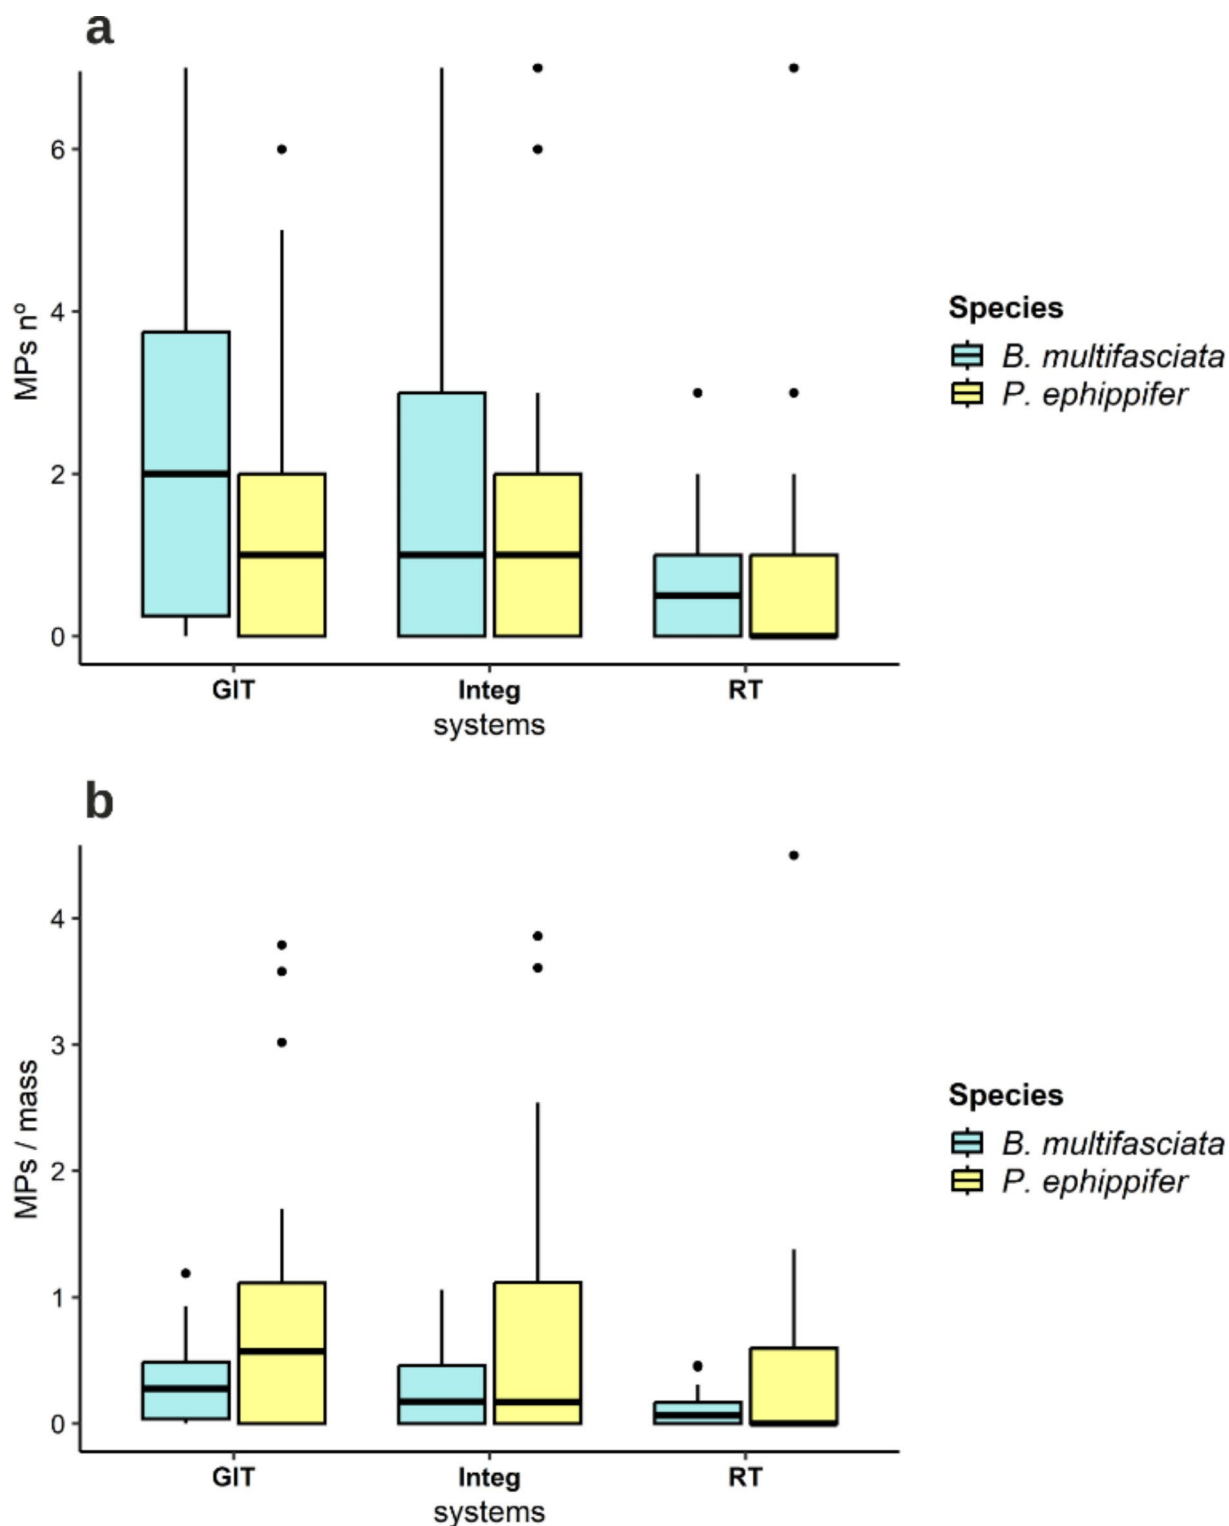 a
MPs nº
6
4
2
0
GIT
Integ
RT
systems
Species
B. multifasciata
P. ephippifer
b
MPs / mass
4
3
2
1
0
GIT
Integ
RT
systems
Species
B. multifasciata
P. ephippifer